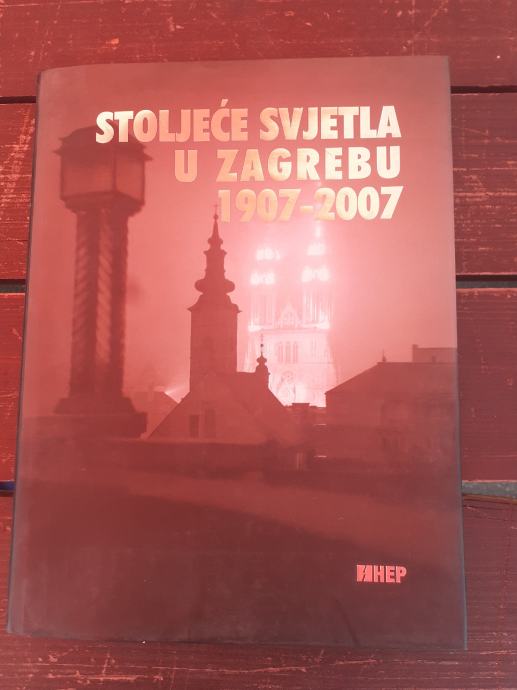 STOLJEĆE SVJETLA
U ZAGREBU
1907-2007
HEP